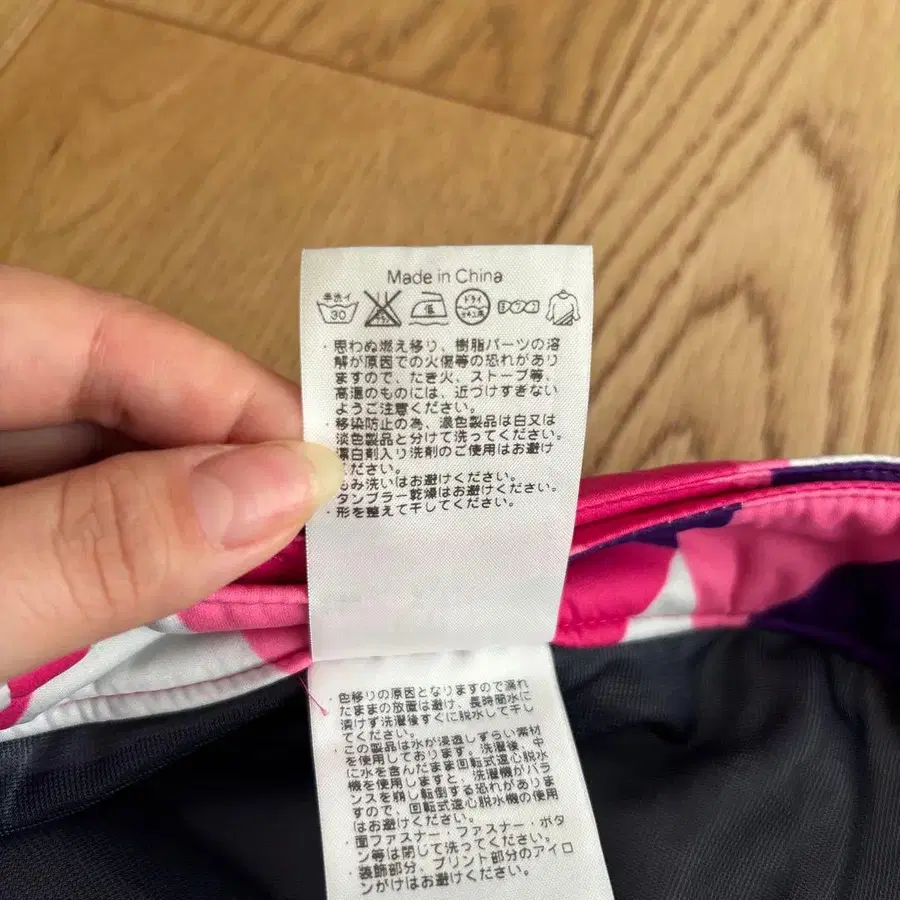 Made in China
手洗イ 30 低 ドライ セキユ系
・思わぬ燃え移り、樹脂パーツの溶
解が原因での火傷等の恐れがあり
ますので、たき火、ストーブ等、
高温のものには、近づけすぎない
ようご注意ください。
・移染防止の為、濃色製品は白又は
淡色製品と分けて洗ってください。
漂白剤入り洗剤のご使用はお避け
ください。
もみ洗いはお避けください。
タンブラー乾燥はお避けください。
・形を整えて干してください。
・色移りの原因となりますので濡れ
たままの放置は避け、長時間水に
漬けず洗濯後すぐに脱水して干し
てください。
・この製品は水が浸透しずらい素材
を使用しております。洗濯後、中
に水を含んだまま回転式遠心脱水
機を使用しますと、洗濯機がバラ
ンスを崩し転倒する恐れがありま
すので、回転式遠心脱水機の使用
はお避けください。
・面ファスナー・ファスナー・ボタ
ン等は閉じて洗ってください。
・装飾部分、プリント部分のアイロ
ンがけはお避けください。